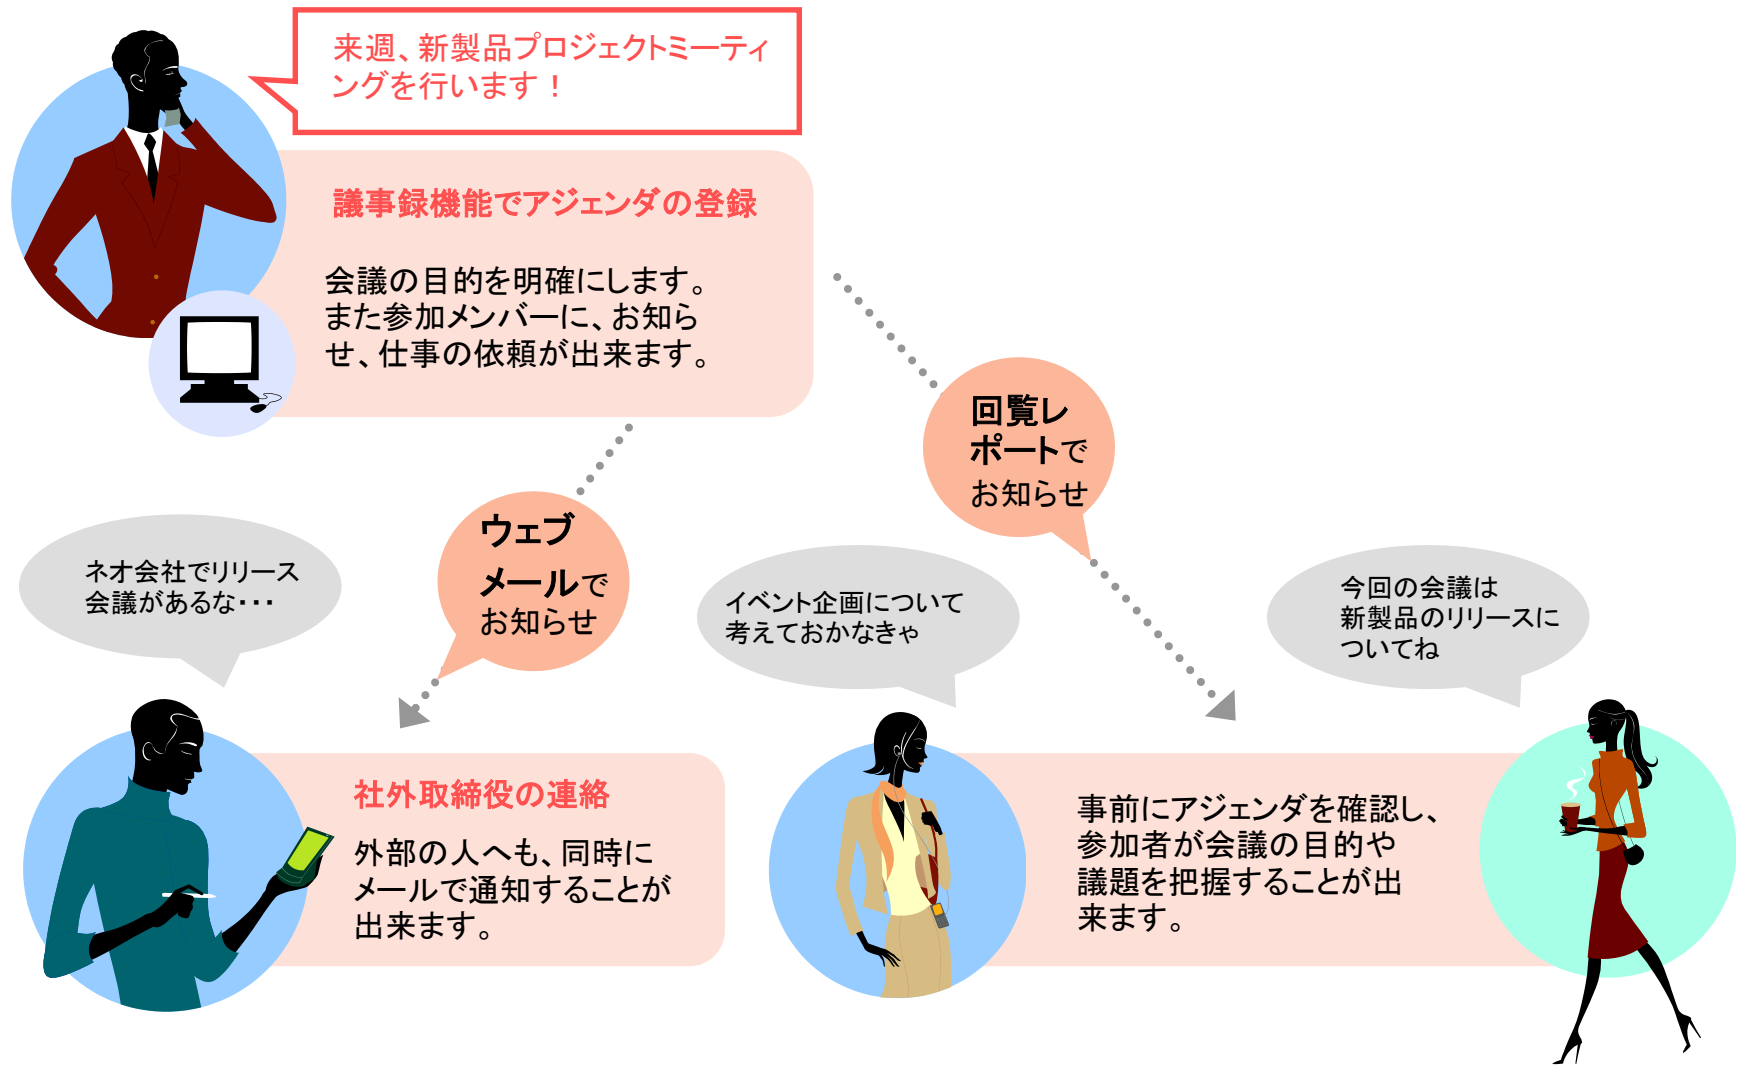 来週、新製品プロジェクトミーティ
ングを行います！
議事録機能でアジェンダの登録
会議の目的を明確にします。
また参加メンバーに、お知ら
せ、仕事の依頼が出来ます。
回覧レ
ポートで
お知らせ
ウェブ
メールで
お知らせ
ネオ会社でリリース
会議があるな・・・
イベント企画について
考えておかなきゃ
今回の会議は
新製品のリリースに
ついてね
社外取締役の連絡
外部の人へも、同時に
メールで通知することが
出来ます。
事前にアジェンダを確認し、
参加者が会議の目的や
議題を把握することが出
来ます。